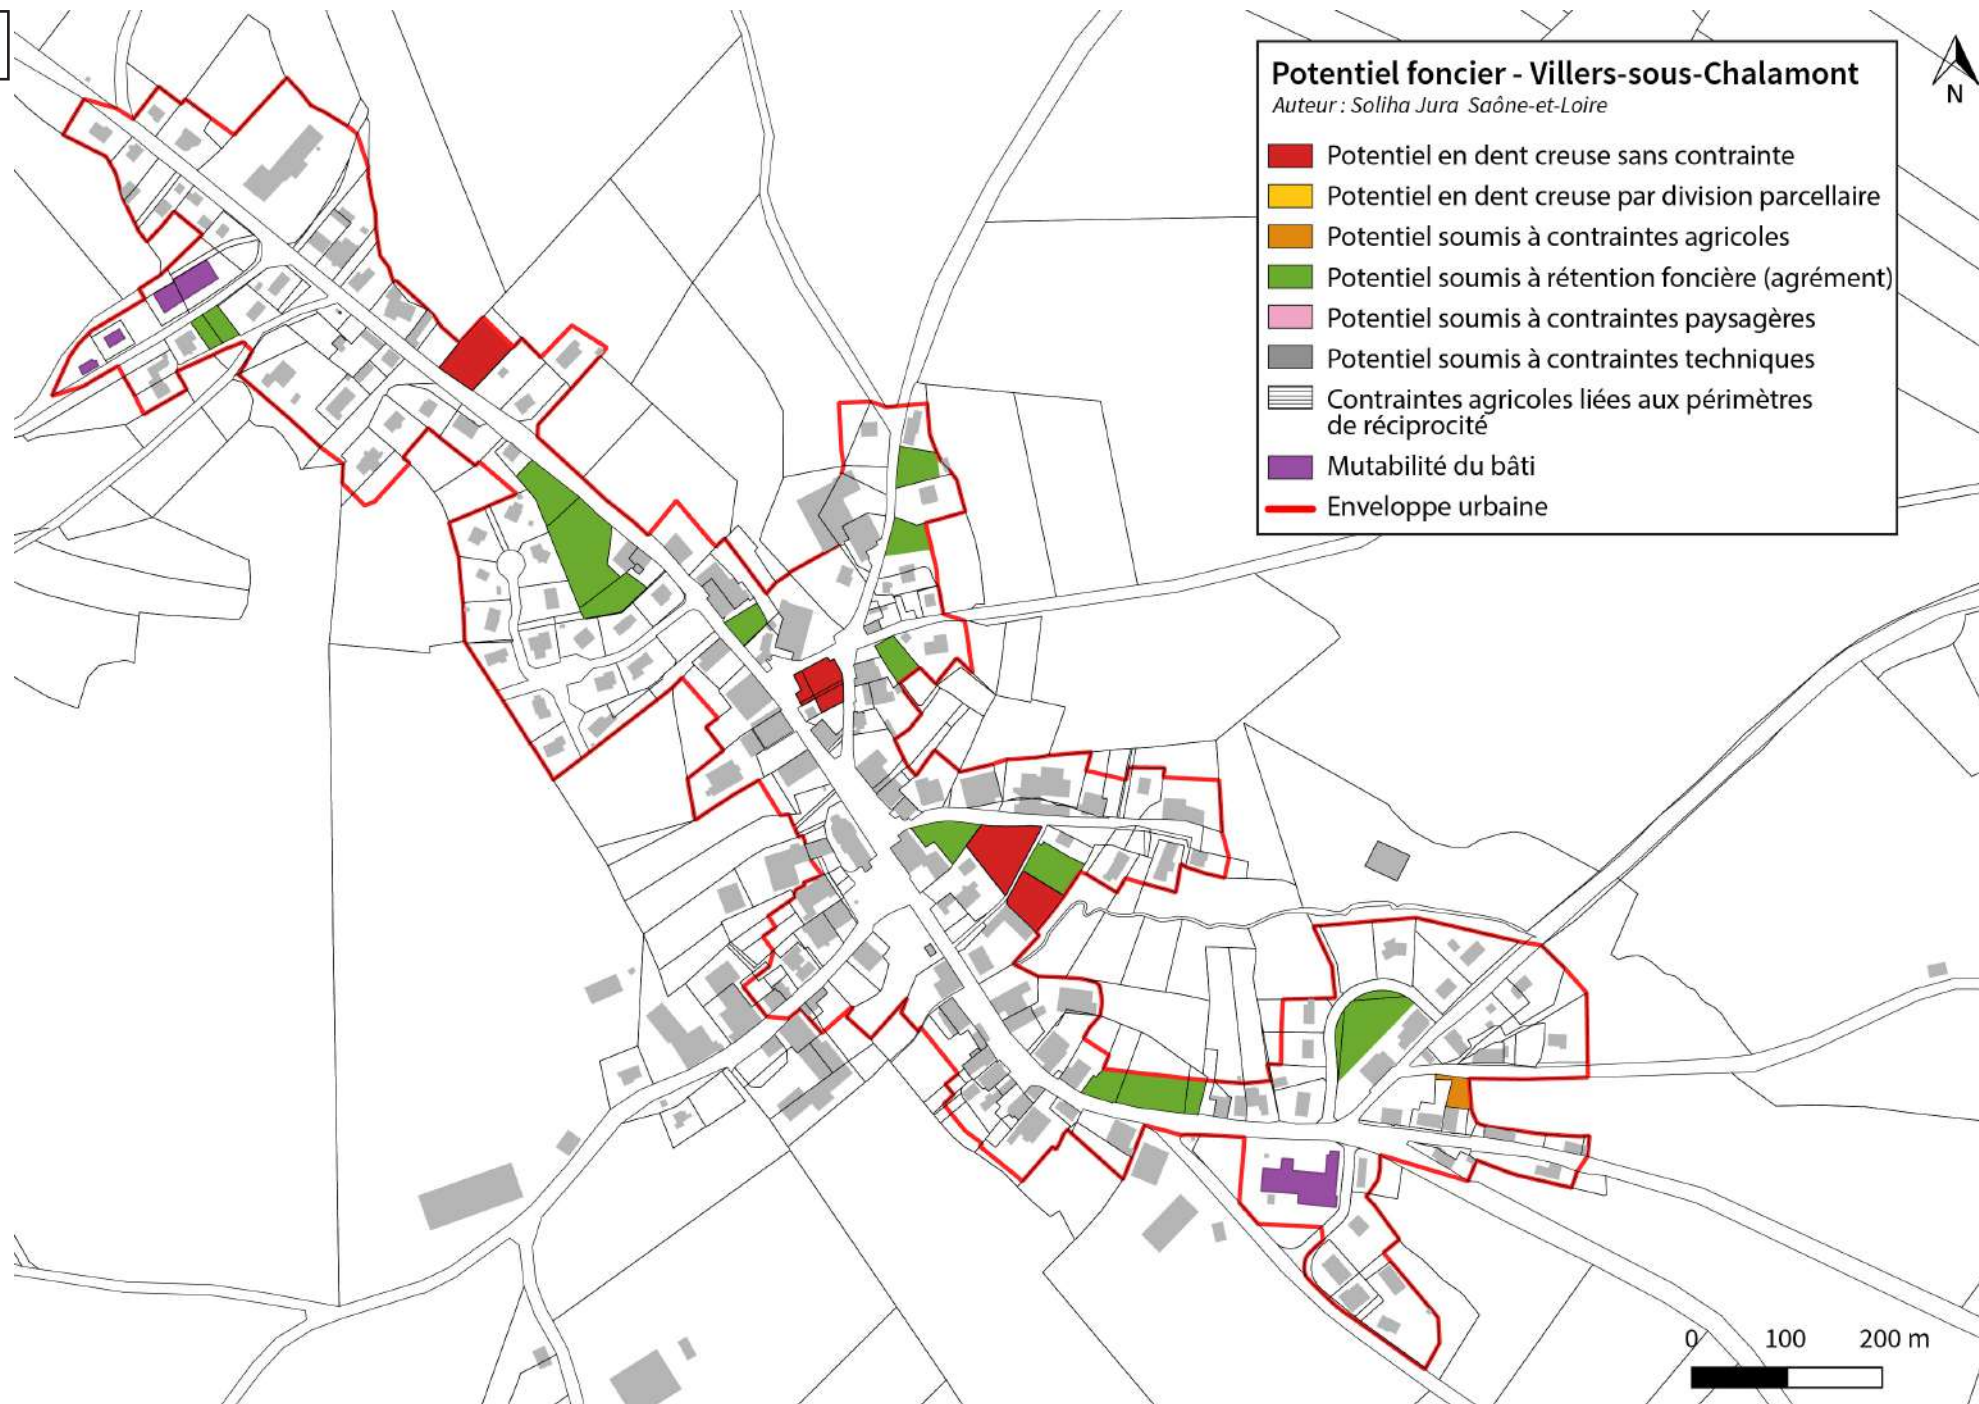 Potentiel foncier - Villers-sous-Chalamont
Auteur : Soliha Jura Saône-et-Loire
Potentiel en dent creuse sans contrainte
Potentiel en dent creuse par division parcellaire
Potentiel soumis à contraintes agricoles
Potentiel soumis à rétention foncière (agrément)
Potentiel soumis à contraintes paysagères
Potentiel soumis à contraintes techniques
Contraintes agricoles liées aux périmètres
de réciprocité
Mutabilité du bâti
Enveloppe urbaine
N
0 100 200 m